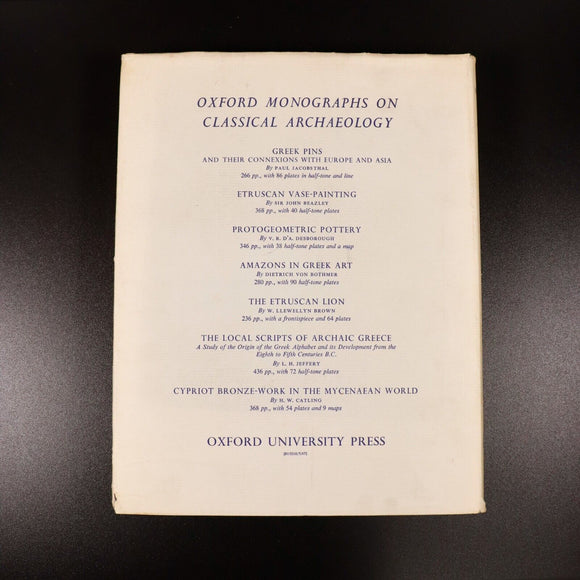 OXFORD MONOGRAPHS ON
CLASSICAL ARCHAEOLOGY
GREEK PINS
AND THEIR CONNEXIONS WITH EUROPE AND ASIA
By PAUL JACOBSTHAL
266 pp., with 86 plates in half-tone and line
ETRUSCAN VASE-PAINTING
By SIR JOHN BEAZLEY
368 pp., with 40 half-tone plates
PROTOGEOMETRIC POTTERY
By V. R. D'A. DESBOROUGH
346 pp., with 38 half-tone plates and a map
AMAZONS IN GREEK ART
By DIETRICH VON BOTHMER
280 pp., with 90 half-tone plates
THE ETRUSCAN LION
By W. LLEWELLYN BROWN
236 pp., with a frontispiece and 64 plates
THE LOCAL SCRIPTS OF ARCHAIC GREECE
A Study of the Origin of the Greek Alphabet and its Development from the
Eighth to Fifth Centuries B.C.
By L. H. JEFFERY
436 pp., with 72 half-tone plates
CYPRIOT BRONZE-WORK IN THE MYCENAEAN WORLD
By H. W. CATLING
368 pp., with 54 plates and 9 maps
OXFORD UNIVERSITY PRESS